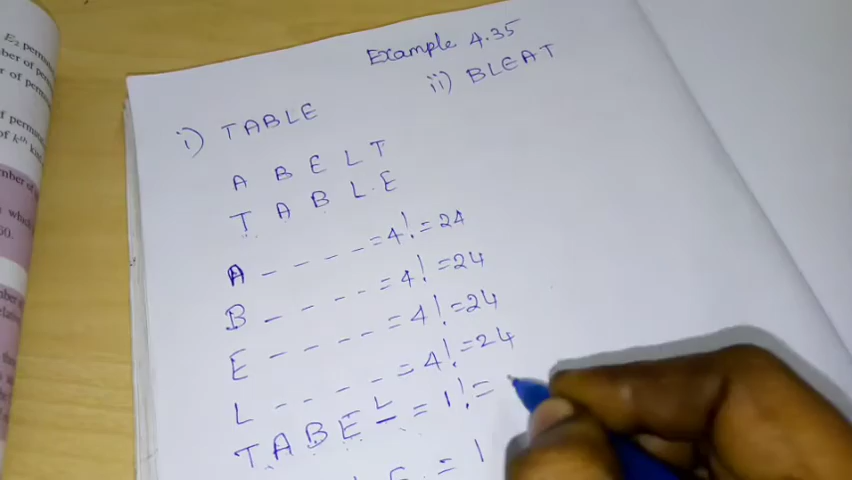 Example 4.35
i) TABLE
ii) BLEAT
A B E L T
T A B L E
A - - - - = 4! = 24
B - - - - = 4! = 24
E - - - - = 4! = 24
L - - - - = 4! = 24
T A B E L = 1! =
E = 1